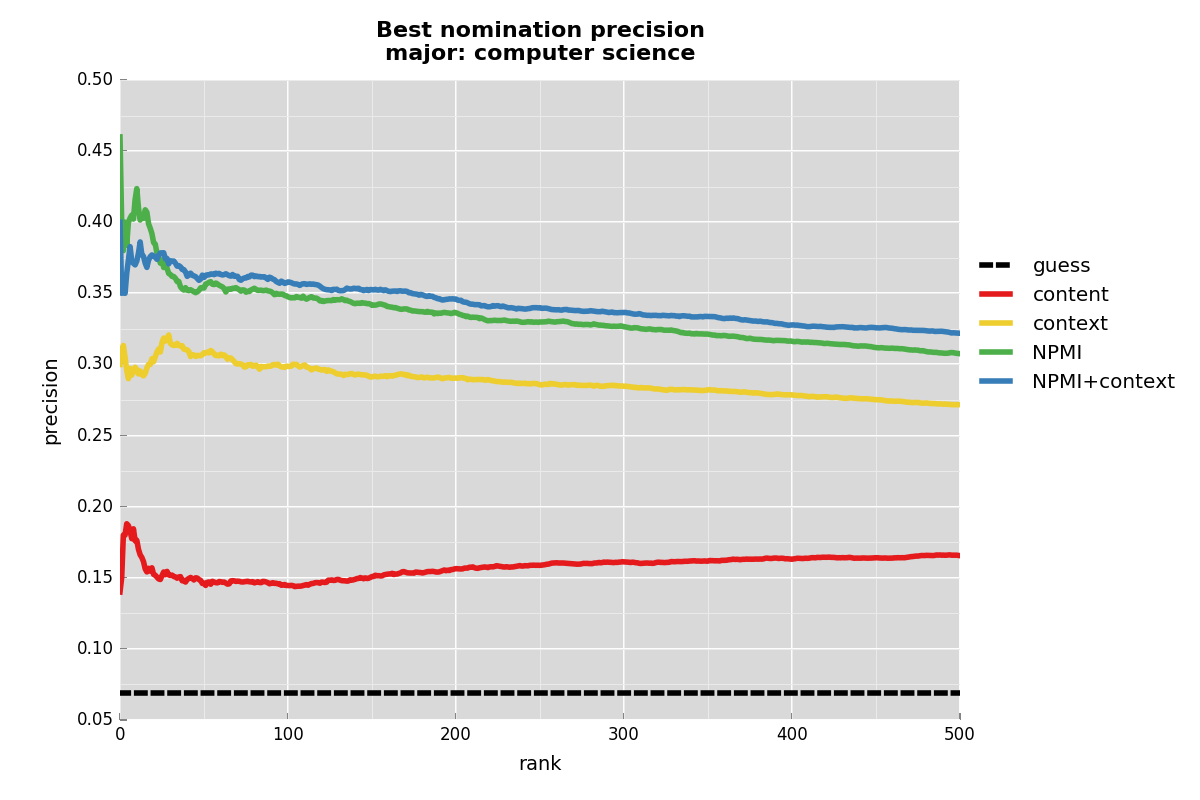 Best nomination precision
major: computer science
0.50
0.45
0.40
0.35
0.30
0.25
0.20
0.15
0.10
0.05
precision
0 100 200 300 400 500
rank
guess
content
context
NPMI
NPMI+context